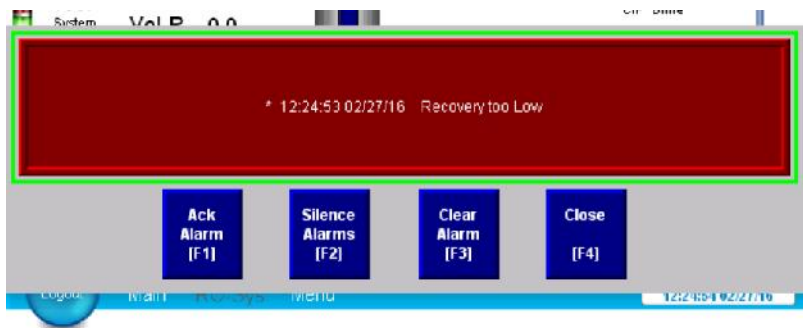 System
Vol P 0.0
* 12:24:53 02/27/16 Recovery too Low
Ack
Alarm
[F1]
Silence
Alarms
[F2]
Clear
Alarm
[F3]
Close
[F4]
Logout
Main
RO-Sys.
Menu
12:24:54 02/27/16